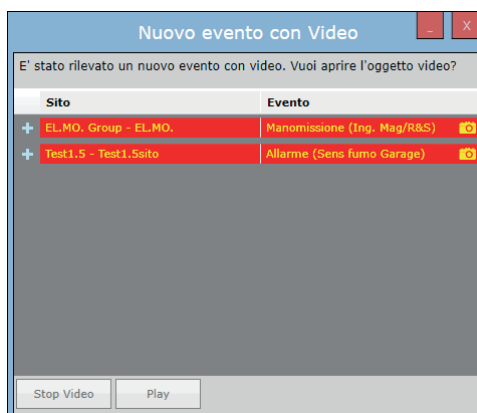 Nuovo evento con Video
_ X
E' stato rilevato un nuovo evento con video. Vuoi aprire l'oggetto video?
Sito Evento
+ EL.MO. Group - EL.MO. Manomissione (Ing. Mag/R&S)
+ Test1.5 - Test1.5sito Allarme (Sens fumo Garage)
Stop Video Play